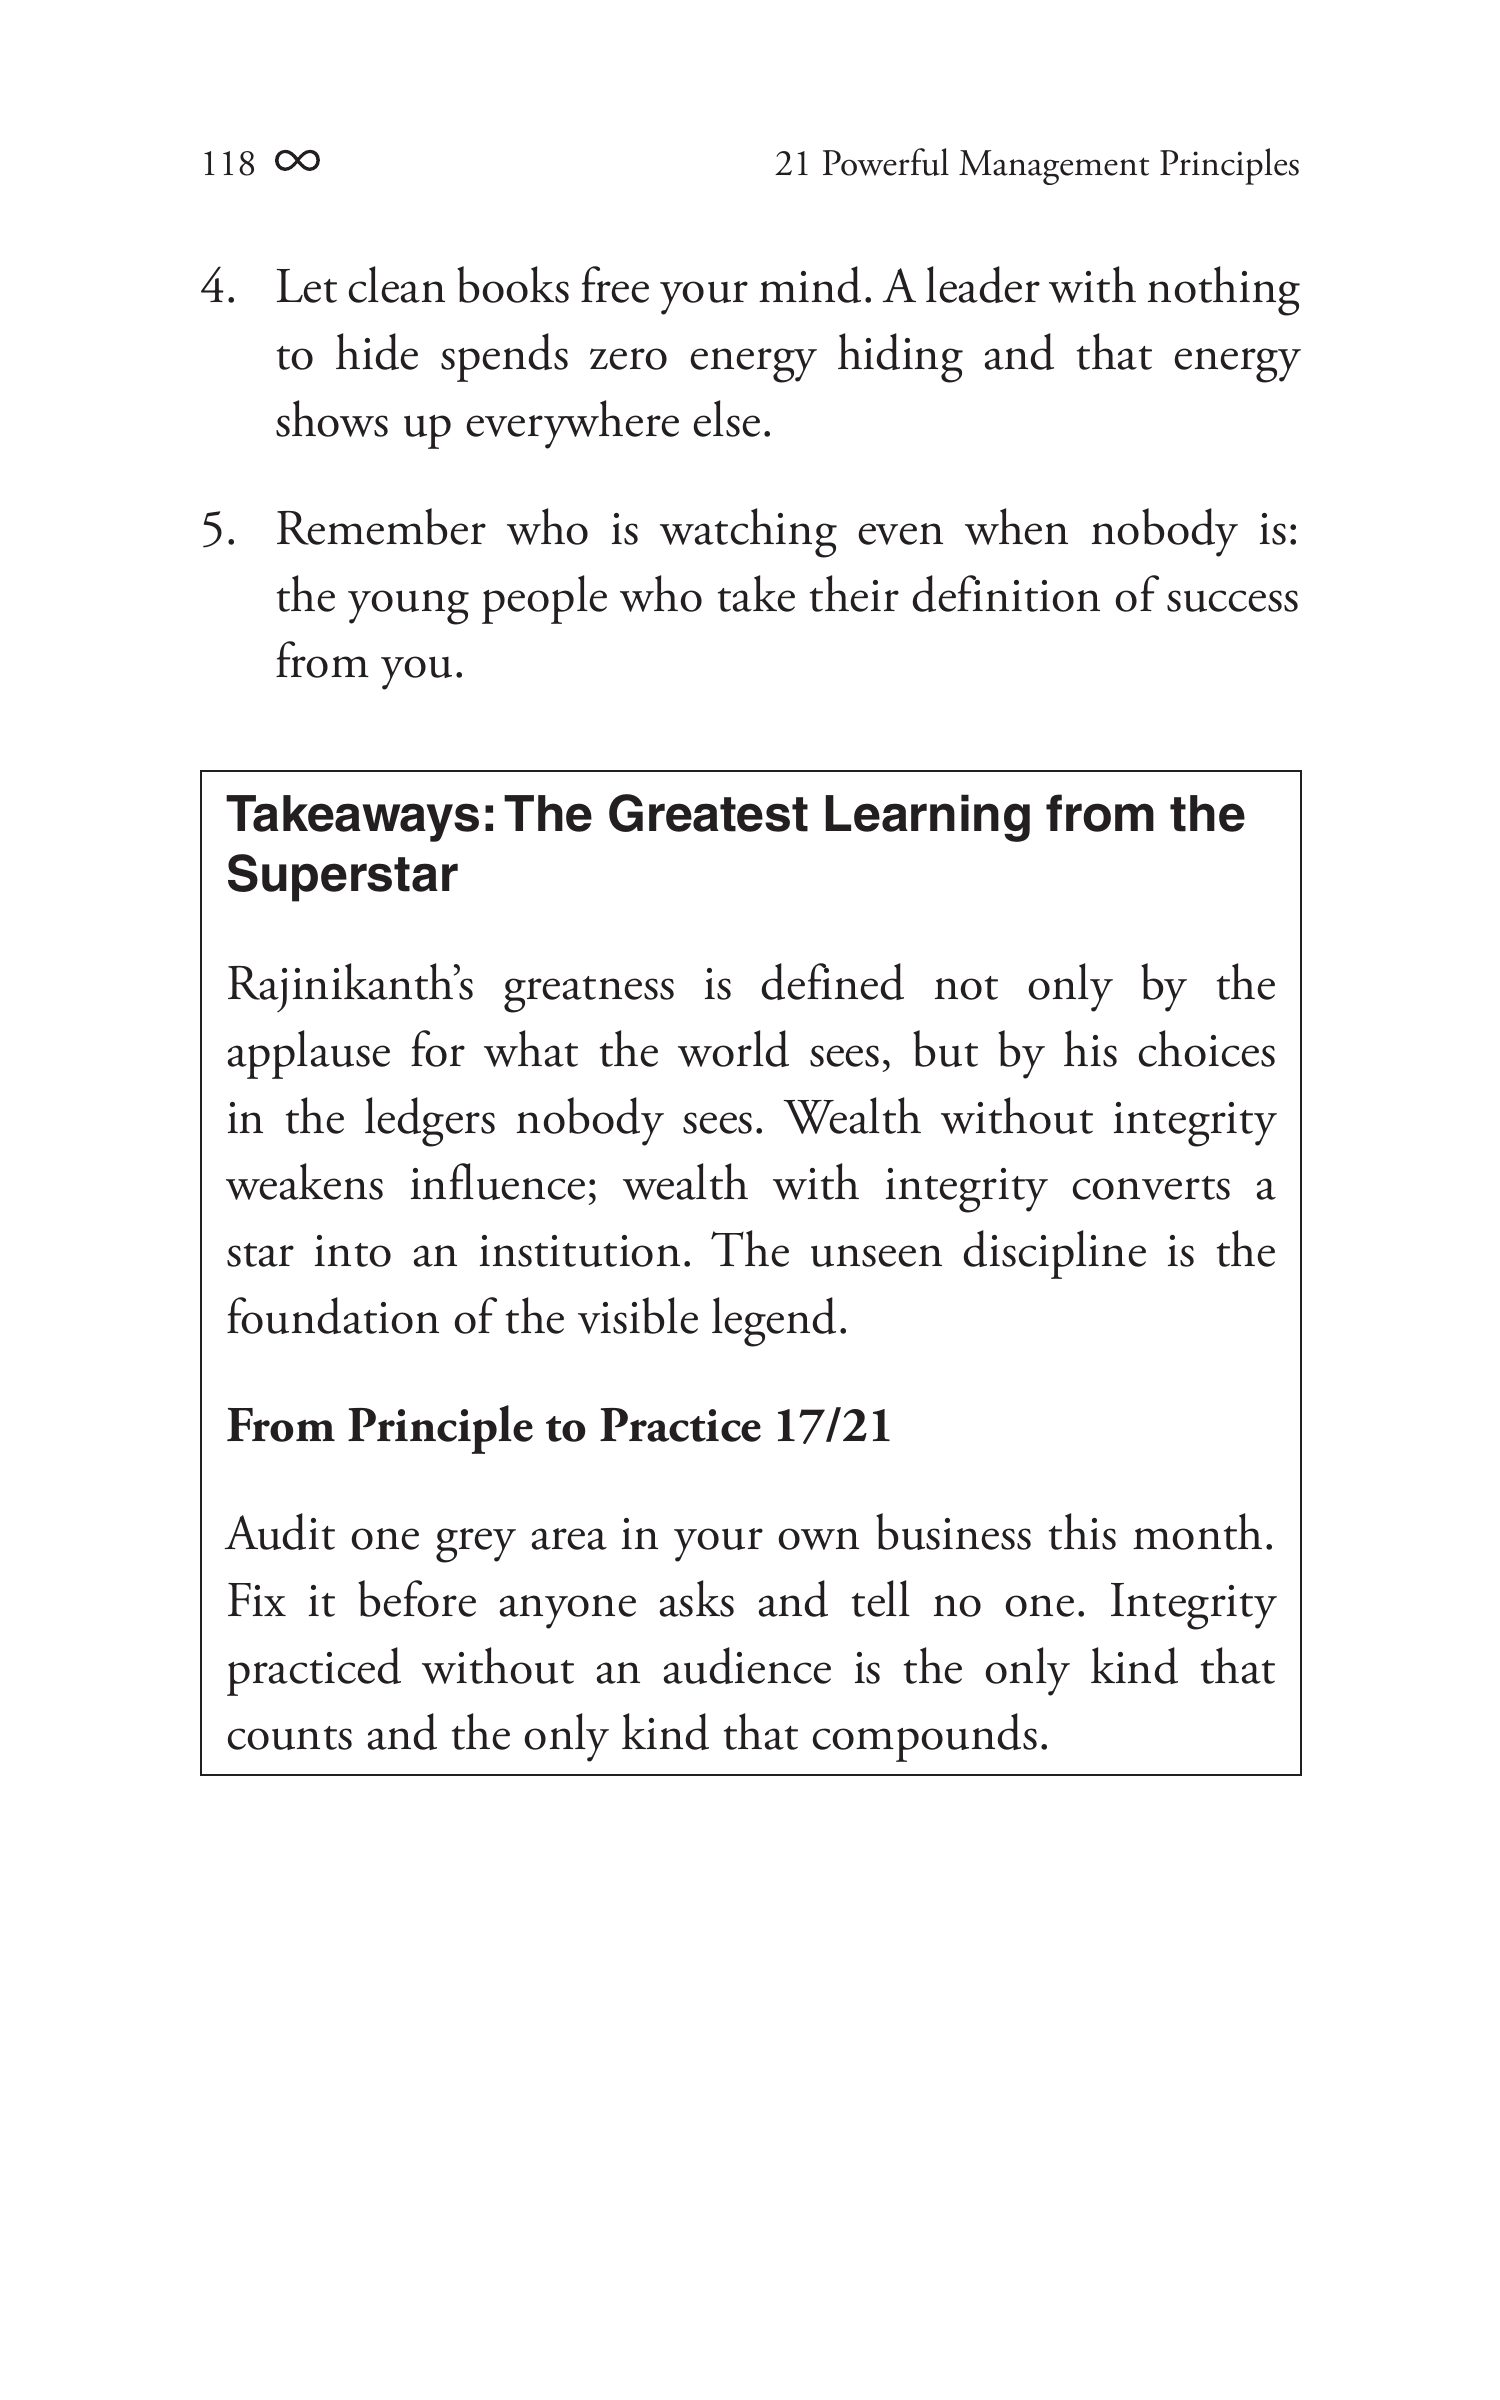 118 ∞ 21 Powerful Management Principles
4. Let clean books free your mind. A leader with nothing
to hide spends zero energy hiding and that energy
shows up everywhere else.
5. Remember who is watching even when nobody is:
the young people who take their definition of success
from you.
Takeaways: The Greatest Learning from the
Superstar
Rajinikanth’s greatness is defined not only by the
applause for what the world sees, but by his choices
in the ledgers nobody sees. Wealth without integrity
weakens influence; wealth with integrity converts a
star into an institution. The unseen discipline is the
foundation of the visible legend.
From Principle to Practice 17/21
Audit one grey area in your own business this month.
Fix it before anyone asks and tell no one. Integrity
practiced without an audience is the only kind that
counts and the only kind that compounds.